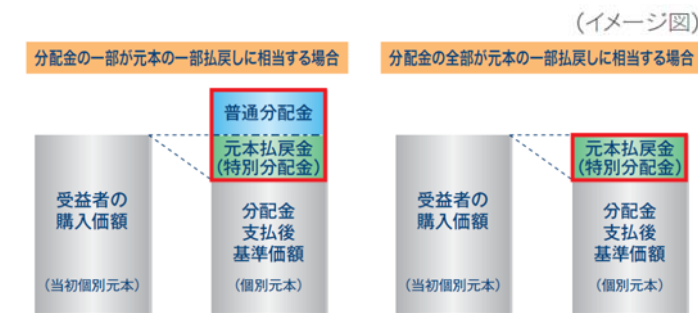 (イメージ図)
分配金の一部が元本の一部払戻しに相当する場合
普通分配金
元本払戻金
(特別分配金)
受益者の
購入価額
(当初個別元本)
分配金
支払後
基準価額
(個別元本)
分配金の全部が元本の一部払戻しに相当する場合
元本払戻金
(特別分配金)
受益者の
購入価額
(当初個別元本)
分配金
支払後
基準価額
(個別元本)